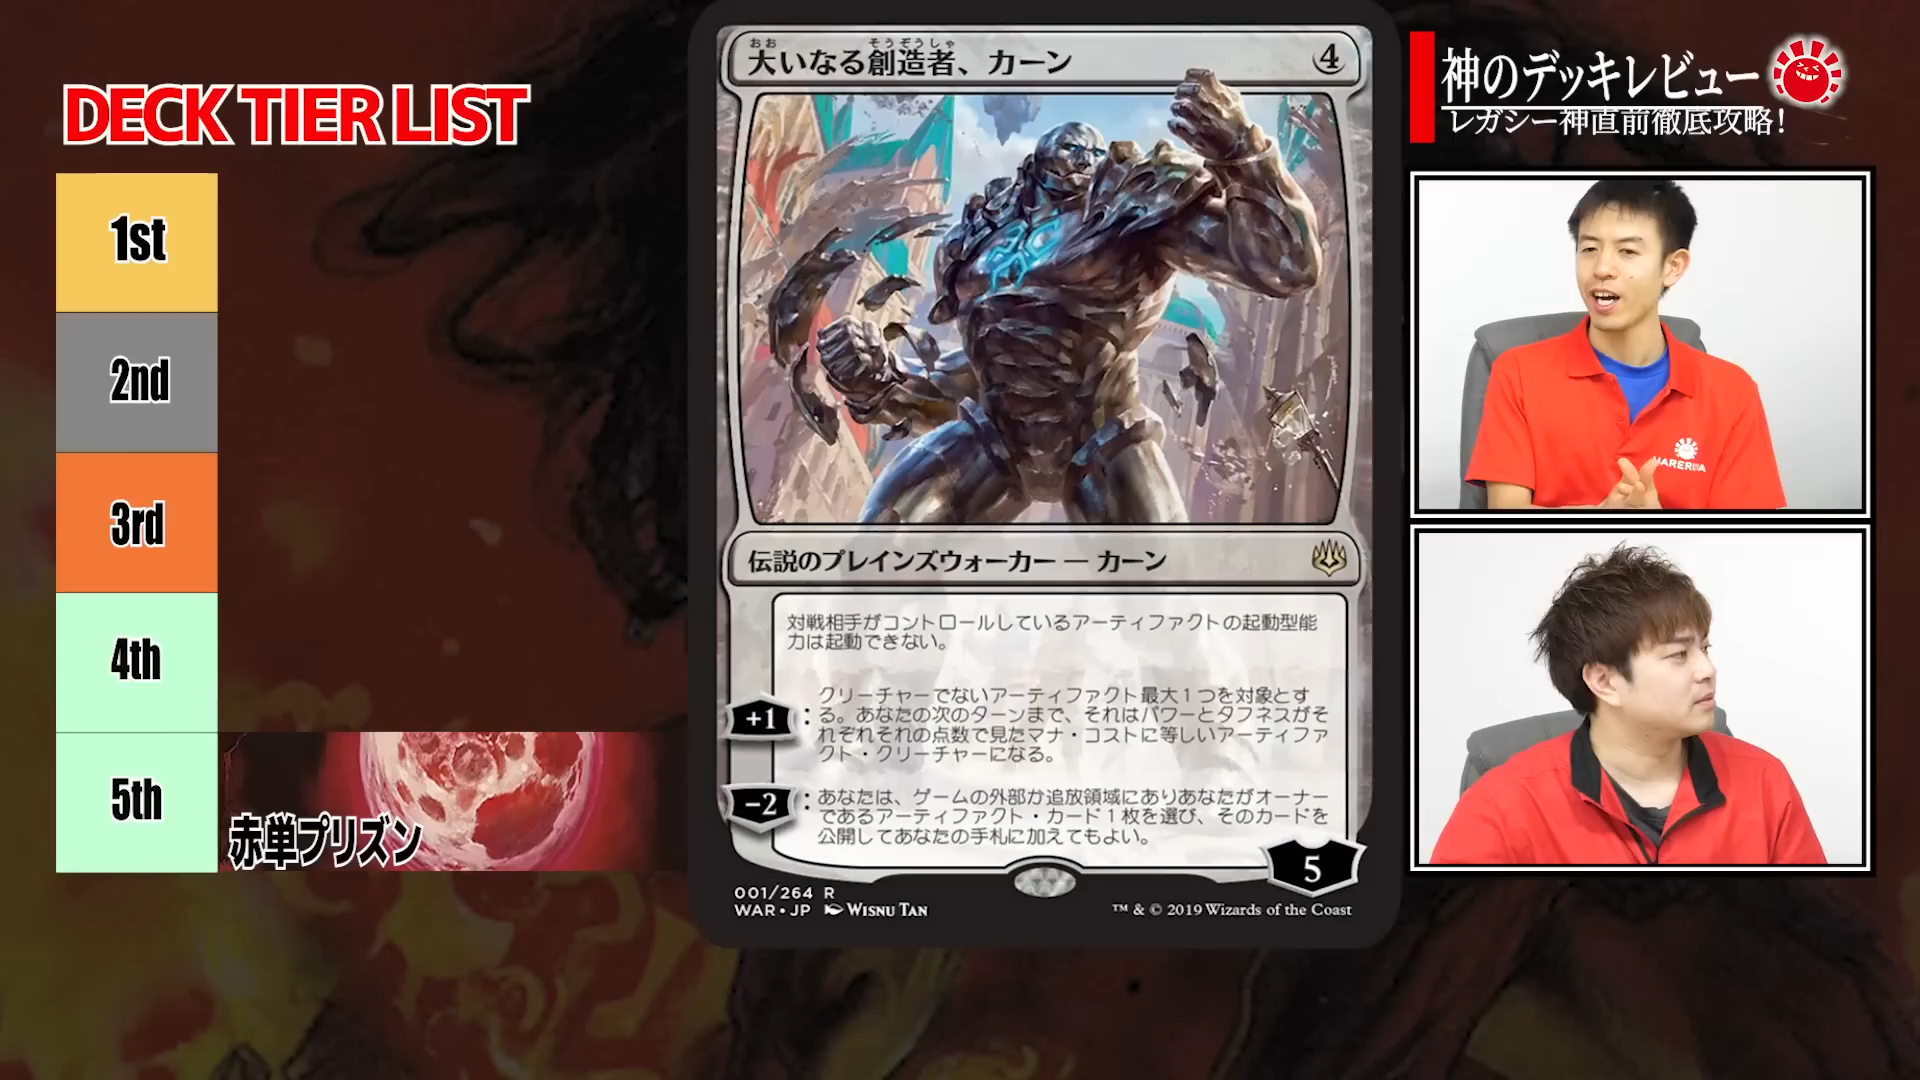 DECK TIER LIST
1st
2nd
3rd
4th
5th
赤単プリズン
おお そうぞうしゃ
大いなる創造者、カーン 4
伝説のプレインズウォーカー — カーン
対戦相手がコントロールしているアーティファクトの起動型能
力は起動できない。
+1 : クリーチャーでないアーティファクト最大1つを対象とす
る。あなたの次のターンまで、それはパワーとタフネスがそ
れぞれそれの点数で見たマナ・コストに等しいアーティファ
クト・クリーチャーになる。
-2 : あなたは、ゲームの外部か追放領域にありあなたがオーナー
であるアーティファクト・カード1枚を選び、そのカードを
公開してあなたの手札に加えてもよい。
5
001/264 R
WAR • JP Wisnu Tan
™ & © 2019 Wizards of the Coast
神のデッキレビュー
レガシー神直前徹底攻略!
HARERUYA